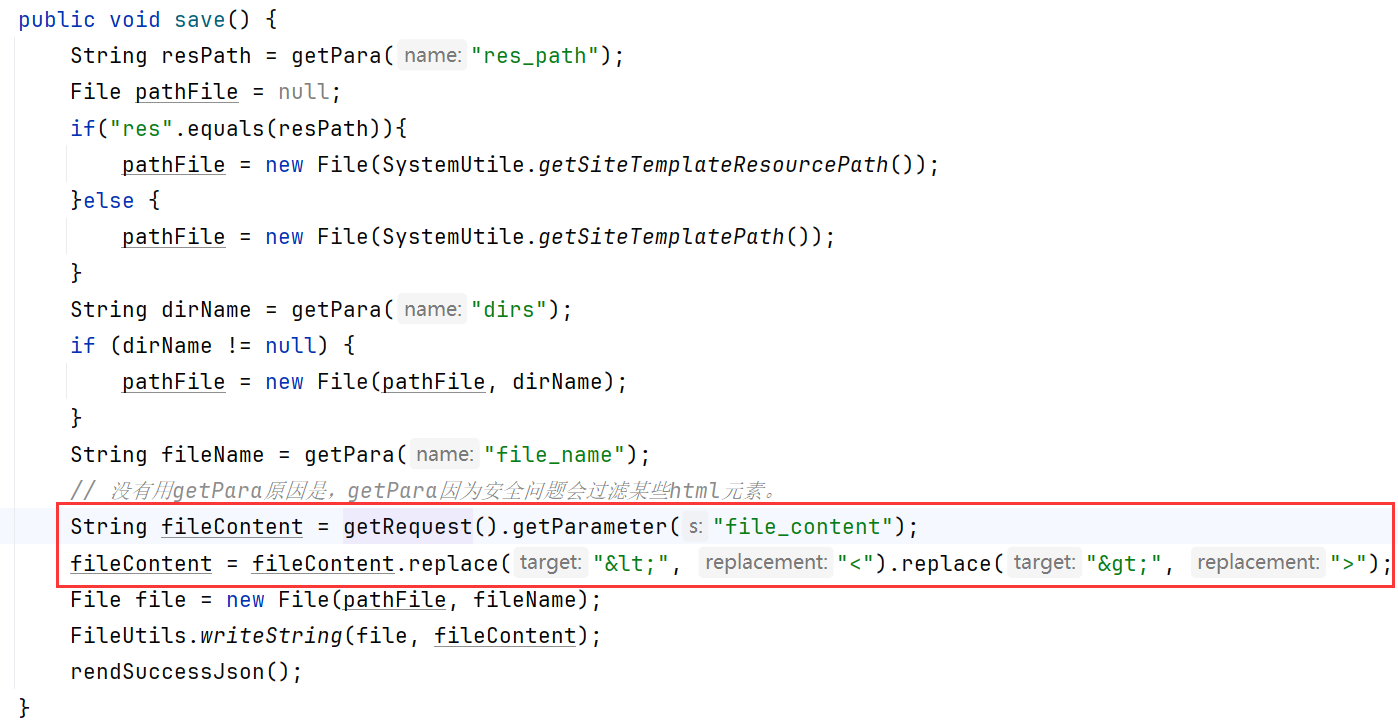 public void save() {
String resPath = getPara( name: "res_path");
File pathFile = null;
if("res".equals(resPath)){
pathFile = new File(SystemUtile.getSiteTemplateResourcePath());
}else {
pathFile = new File(SystemUtile.getSiteTemplatePath());
}
String dirName = getPara( name: "dirs");
if (dirName != null) {
pathFile = new File(pathFile, dirName);
}
String fileName = getPara( name: "file_name");
// 没有用getPara原因是，getPara因为安全问题会过滤某些html元素。
String fileContent = getRequest().getParameter( s: "file_content");
fileContent = fileContent.replace( target: "&lt;", replacement: "<").replace( target: "&gt;", replacement: ">");
File file = new File(pathFile, fileName);
FileUtils.writeString(file, fileContent);
rendSuccessJson();
}